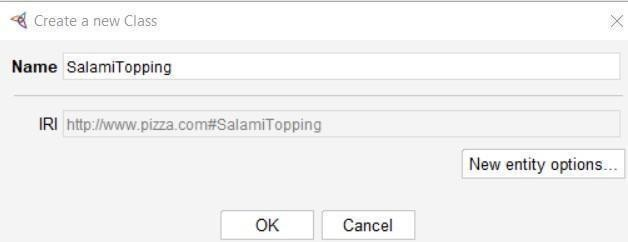 Create a new Class
Name SalamiTopping
IRI http://www.pizza.com#SalamiTopping
New entity options...
OK Cancel